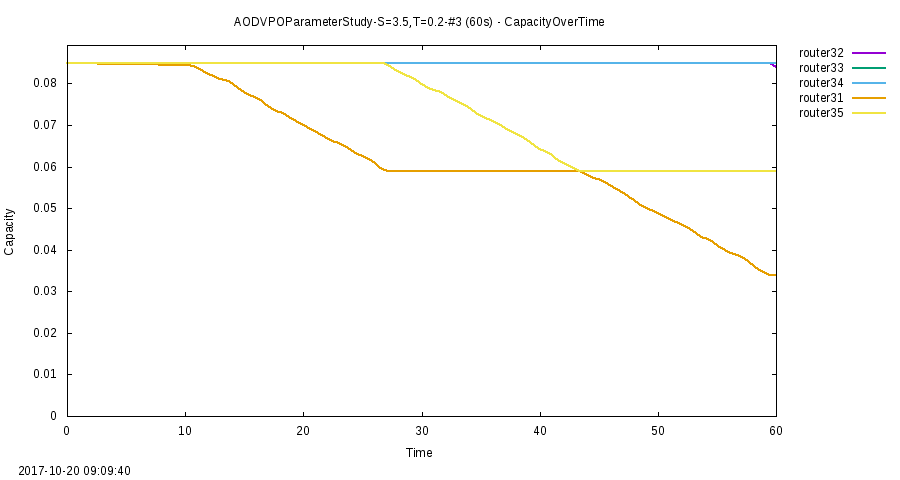 AODVPOParameterStudy-S=3.5,T=0.2-#3 (60s) - CapacityOverTime
router32
router33
router34
router31
router35
0.08
0.07
0.06
0.05
0.04
0.03
0.02
0.01
0
Capacity
0 10 20 30 40 50 60
Time
2017-10-20 09:09:40